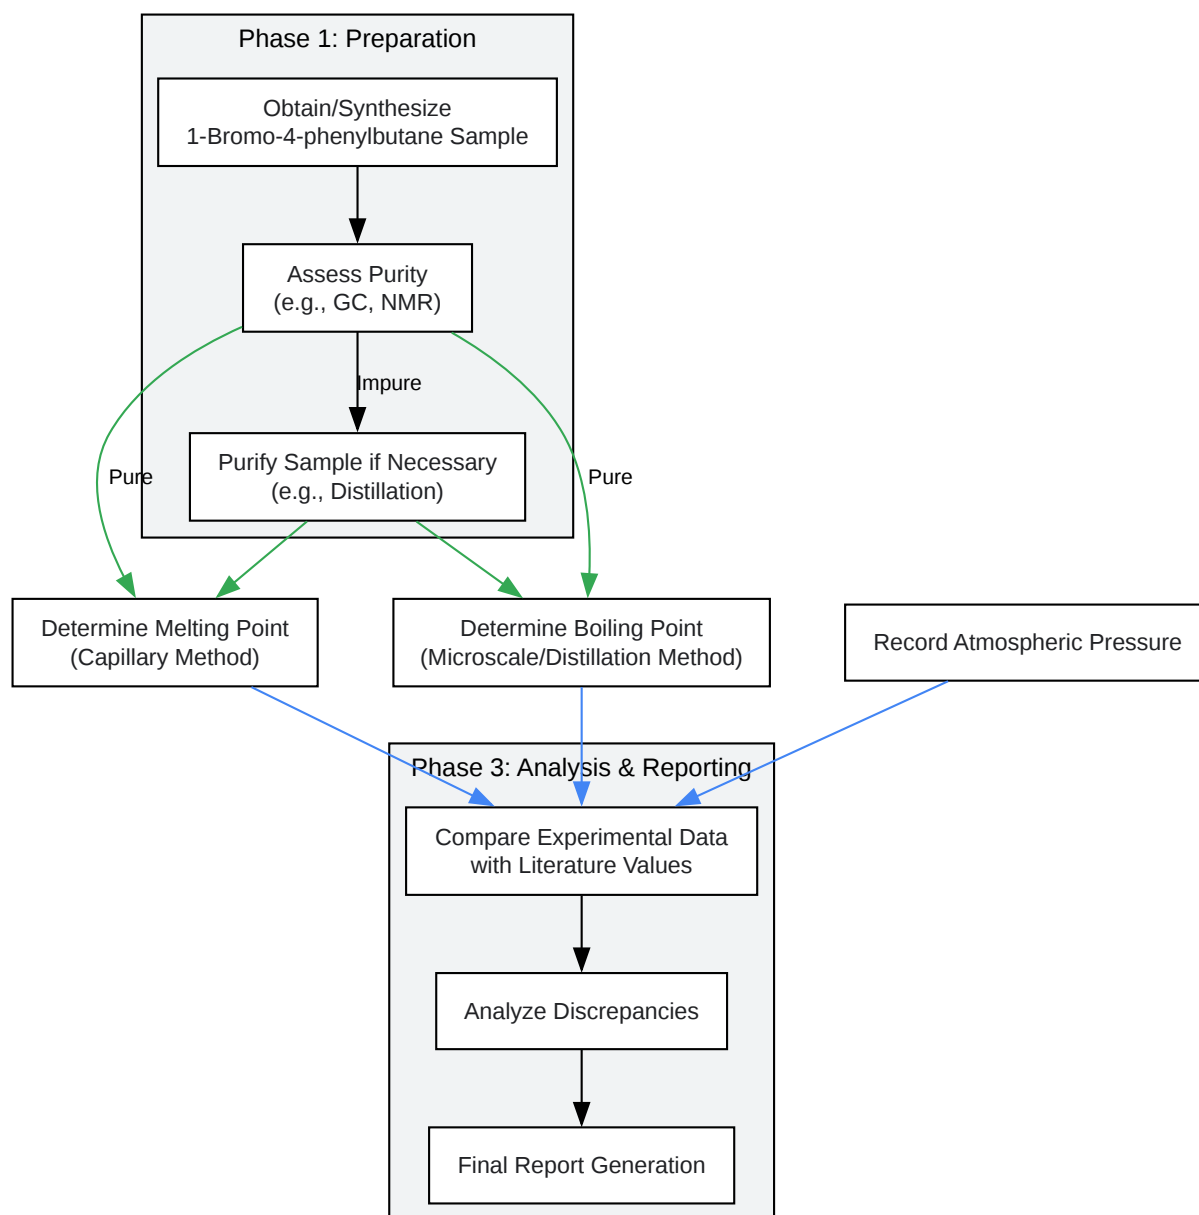 Phase 1: Preparation
Obtain/Synthesize
1-Bromo-4-phenylbutane Sample
Assess Purity
(e.g., GC, NMR)
Impure
Purify Sample if Necessary
(e.g., Distillation)
Pure
Pure
Determine Melting Point
(Capillary Method)
Determine Boiling Point
(Microscale/Distillation Method)
Record Atmospheric Pressure
Phase 3: Analysis & Reporting
Compare Experimental Data
with Literature Values
Analyze Discrepancies
Final Report Generation